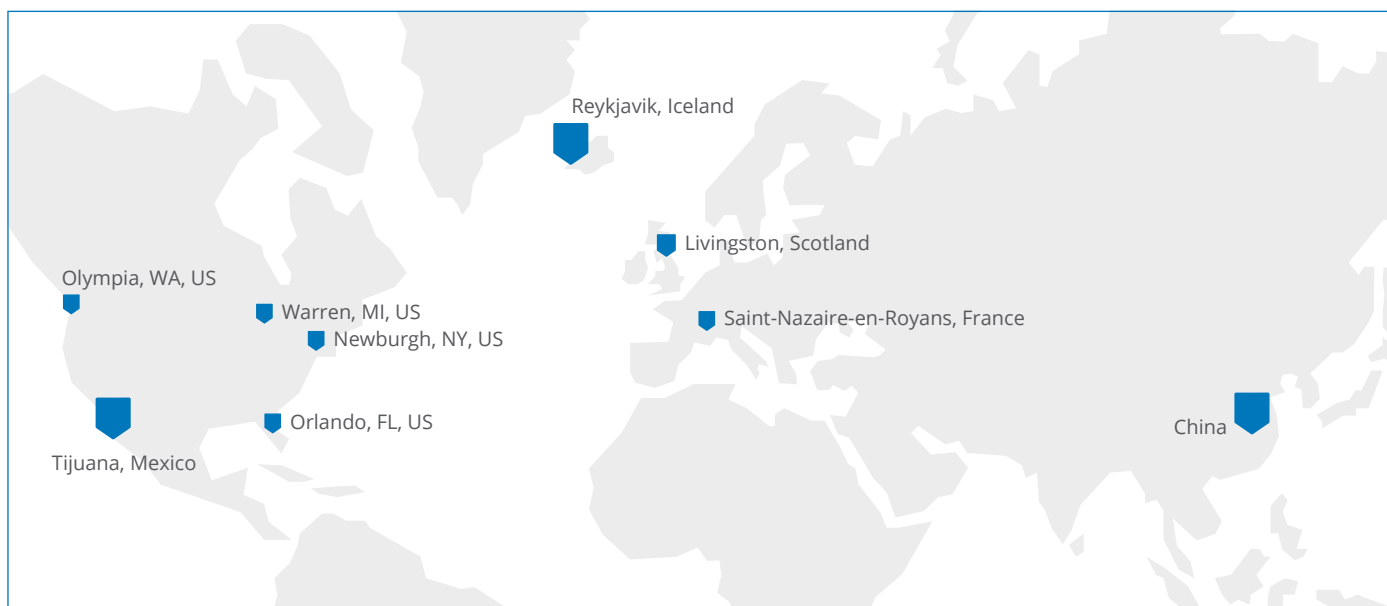 Reykjavik, Iceland
Livingston, Scotland
Olympia, WA, US
Warren, MI, US
Saint-Nazaire-en-Royans, France
Newburgh, NY, US
Orlando, FL, US
China
Tijuana, Mexico